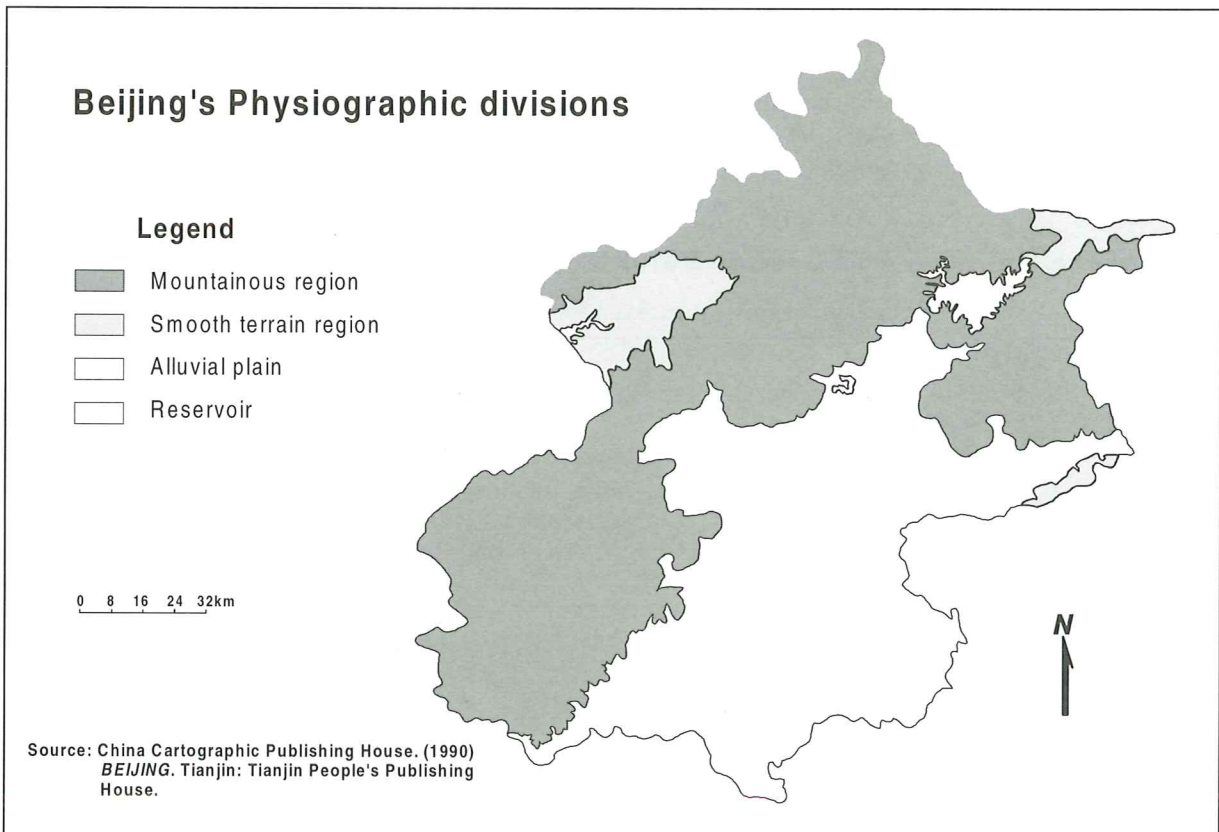 Beijing's Physiographic divisions
Legend
Mountainous region
Smooth terrain region
Alluvial plain
Reservoir
0 8 16 24 32km
N
Source: China Cartographic Publishing House. (1990)
BEIJING. Tianjin: Tianjin People's Publishing
House.